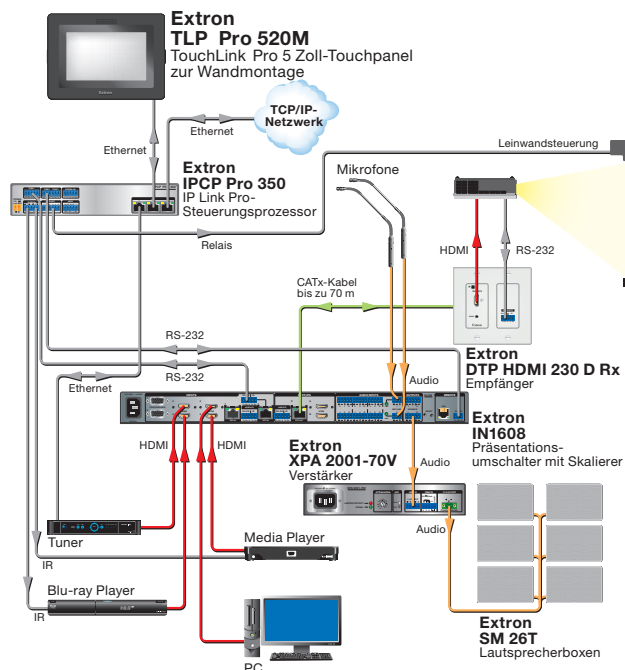 Extron
TLP Pro 520M
TouchLink Pro 5 Zoll-Touchpanel
zur Wandmontage
TCP/IP-
Netzwerk
Ethernet
Ethernet
Leinwandsteuerung
Extron
IPCP Pro 350
IP Link Pro-
Steuerungsprozessor
Mikrofone
Relais
HDMI
RS-232
CATx-Kabel
bis zu 70 m
RS-232
Extron
DTP HDMI 230 D Rx
Empfänger
RS-232
Ethernet
Audio
Extron
IN1608
Präsentations-
umschalter mit Skalierer
HDMI
HDMI
Extron
XPA 2001-70V
Verstärker
Audio
Audio
Tuner
IR
Media Player
Blu-ray Player
IR
PC
Extron
SM 26T
Lautsprecherboxen